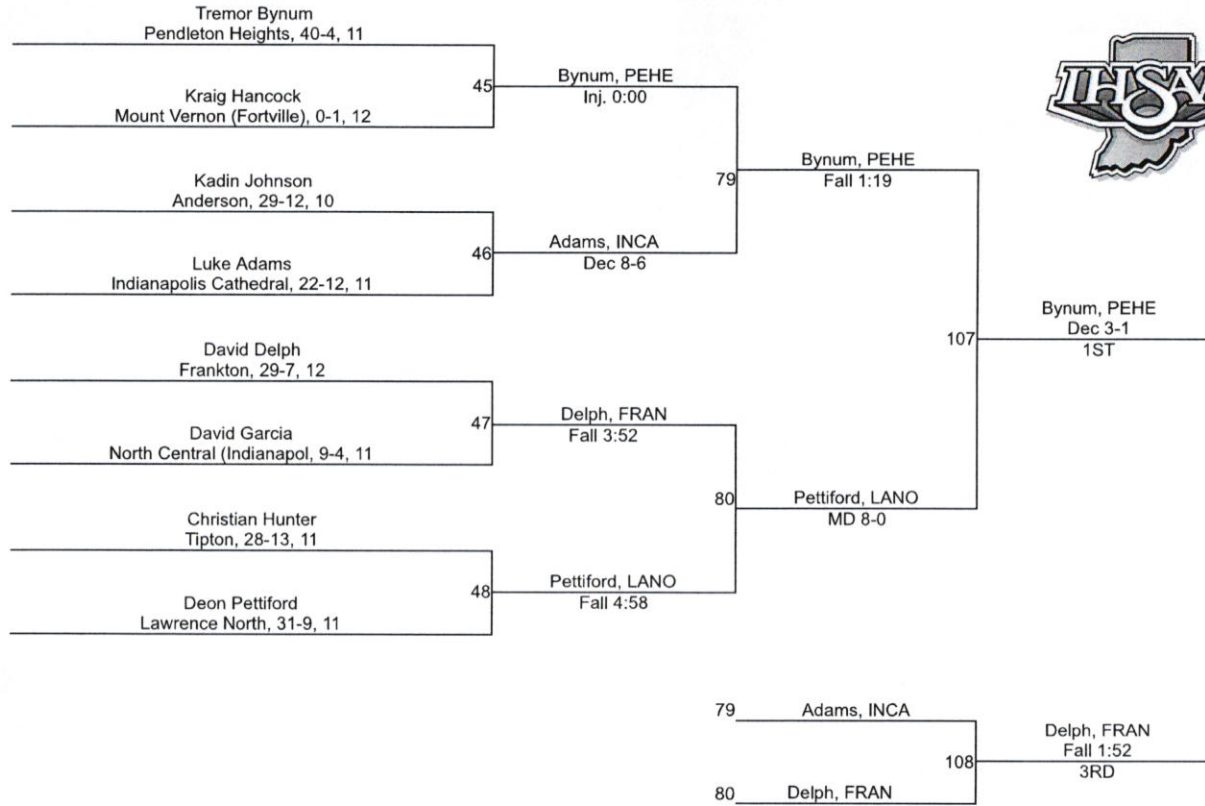 Tremor Bynum
Pendleton Heights, 40-4, 11
Kraig Hancock
Mount Vernon (Fortville), 0-1, 12
Kadin Johnson
Anderson, 29-12, 10
Luke Adams
Indianapolis Cathedral, 22-12, 11
David Delph
Frankton, 29-7, 12
David Garcia
North Central (Indianapol, 9-4, 11
Christian Hunter
Tipton, 28-13, 11
Deon Pettiford
Lawrence North, 31-9, 11
45
Bynum, PEHE
Inj. 0:00
46
Adams, INCA
Dec 8-6
47
Delph, FRAN
Fall 3:52
48
Pettiford, LANO
Fall 4:58
79
Bynum, PEHE
Fall 1:19
80
Pettiford, LANO
MD 8-0
107
Bynum, PEHE
Dec 3-1
1ST
IHSA
79
Adams, INCA
80
Delph, FRAN
108
Delph, FRAN
Fall 1:52
3RD